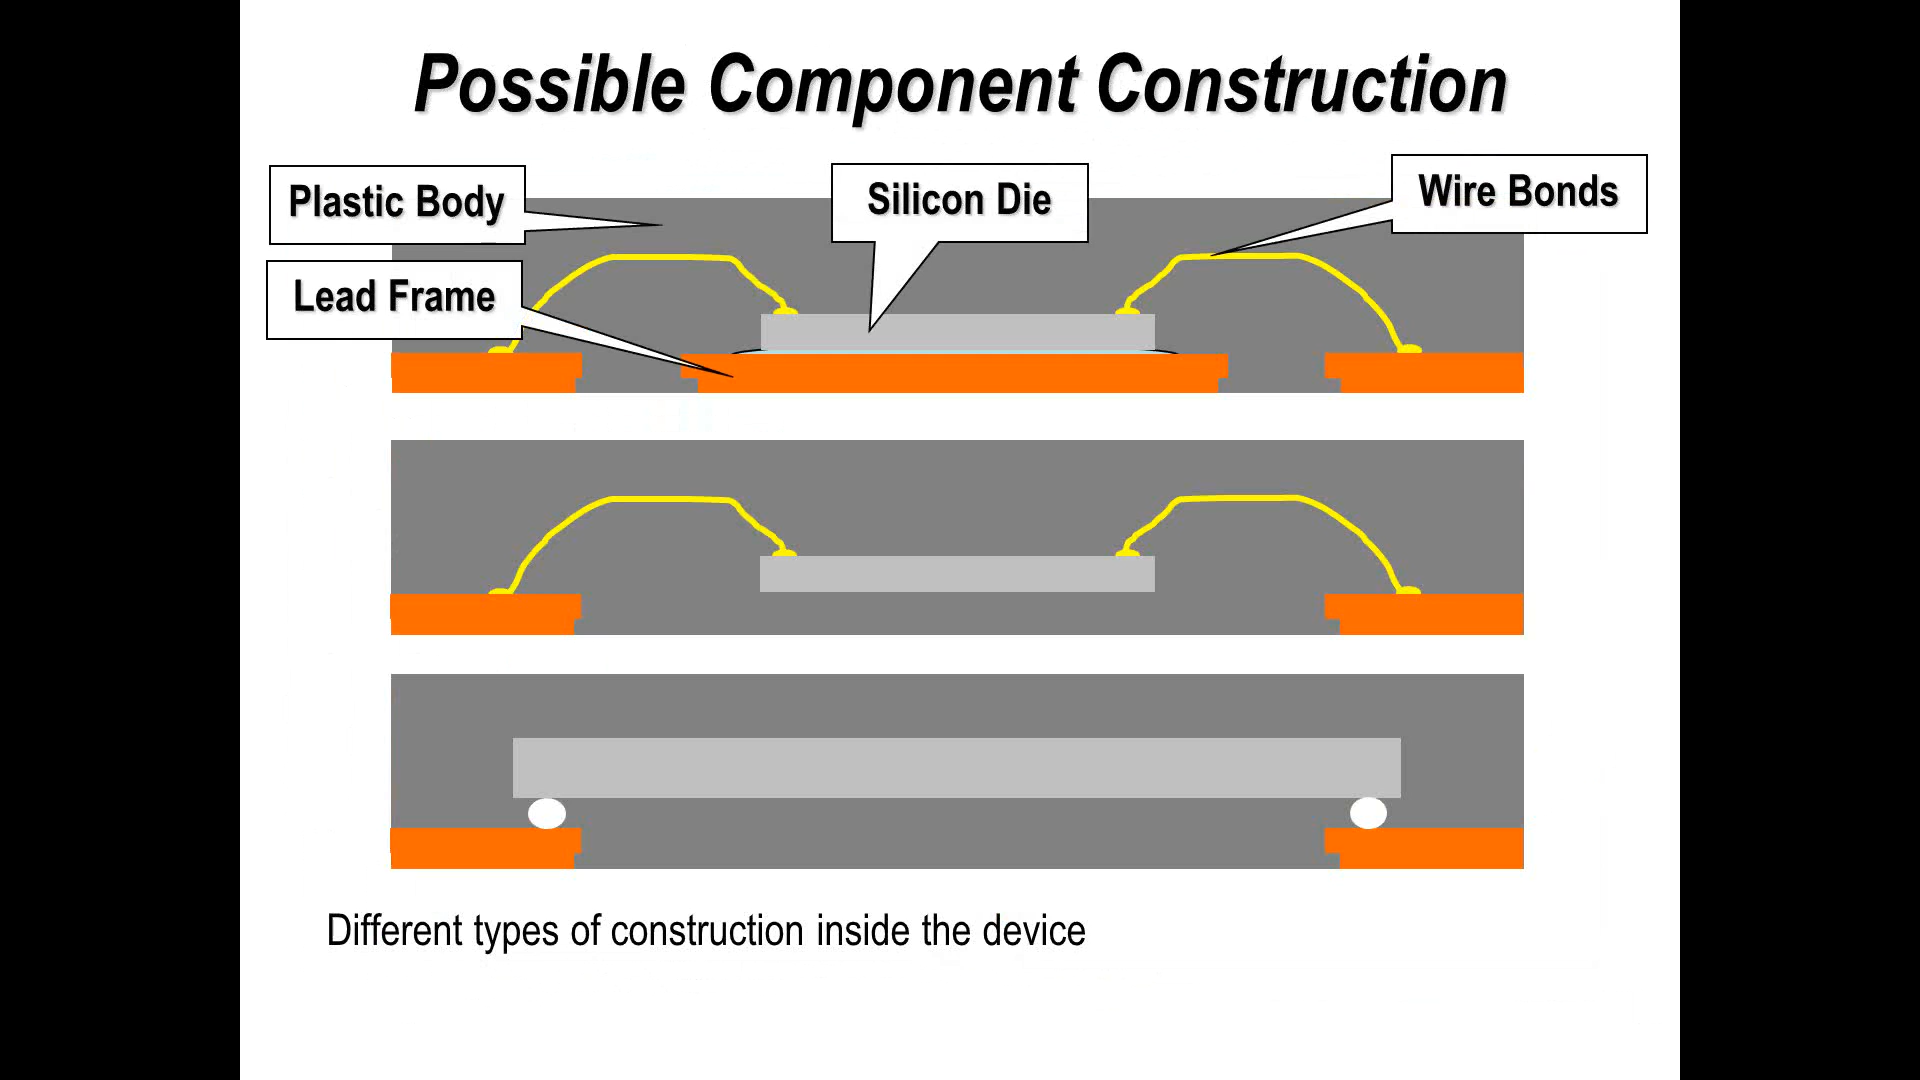 Possible Component Construction
Plastic Body
Silicon Die
Wire Bonds
Lead Frame
Different types of construction inside the device